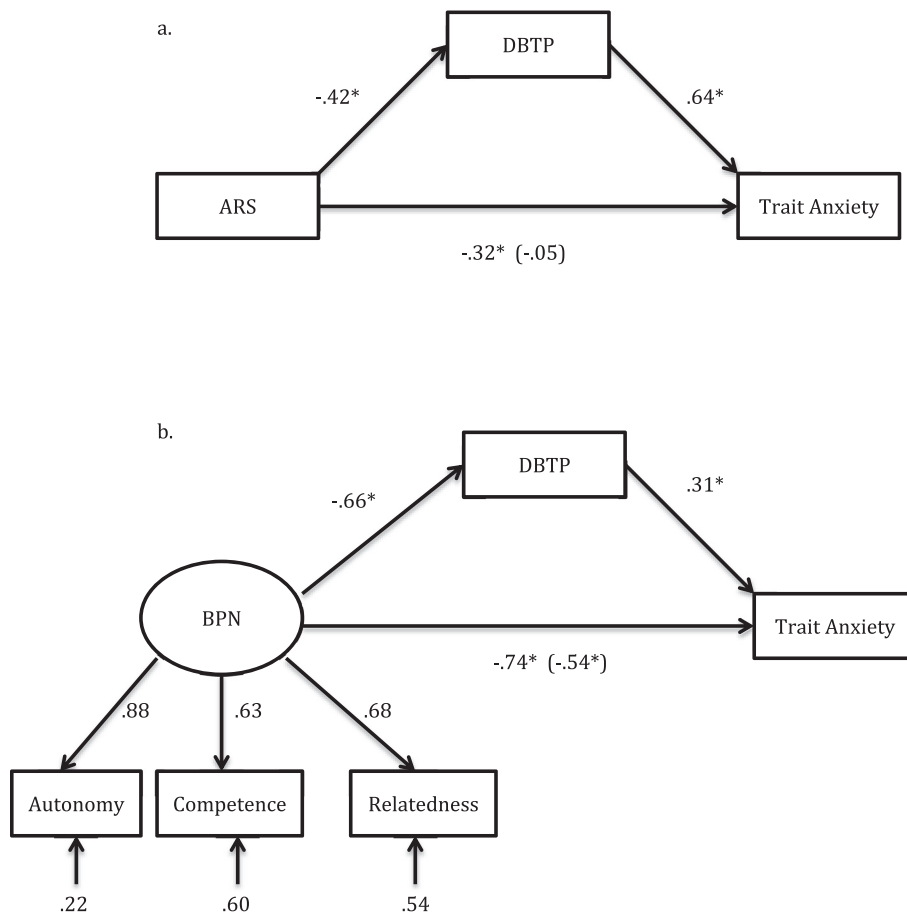 a.
DBTP
-.42*
.64*
ARS
Trait Anxiety
-.32* (-.05)
b.
DBTP
-.66*
.31*
BPN
Trait Anxiety
-.74* (-.54*)
.88
.63
.68
Autonomy
Competence
Relatedness
.22
.60
.54